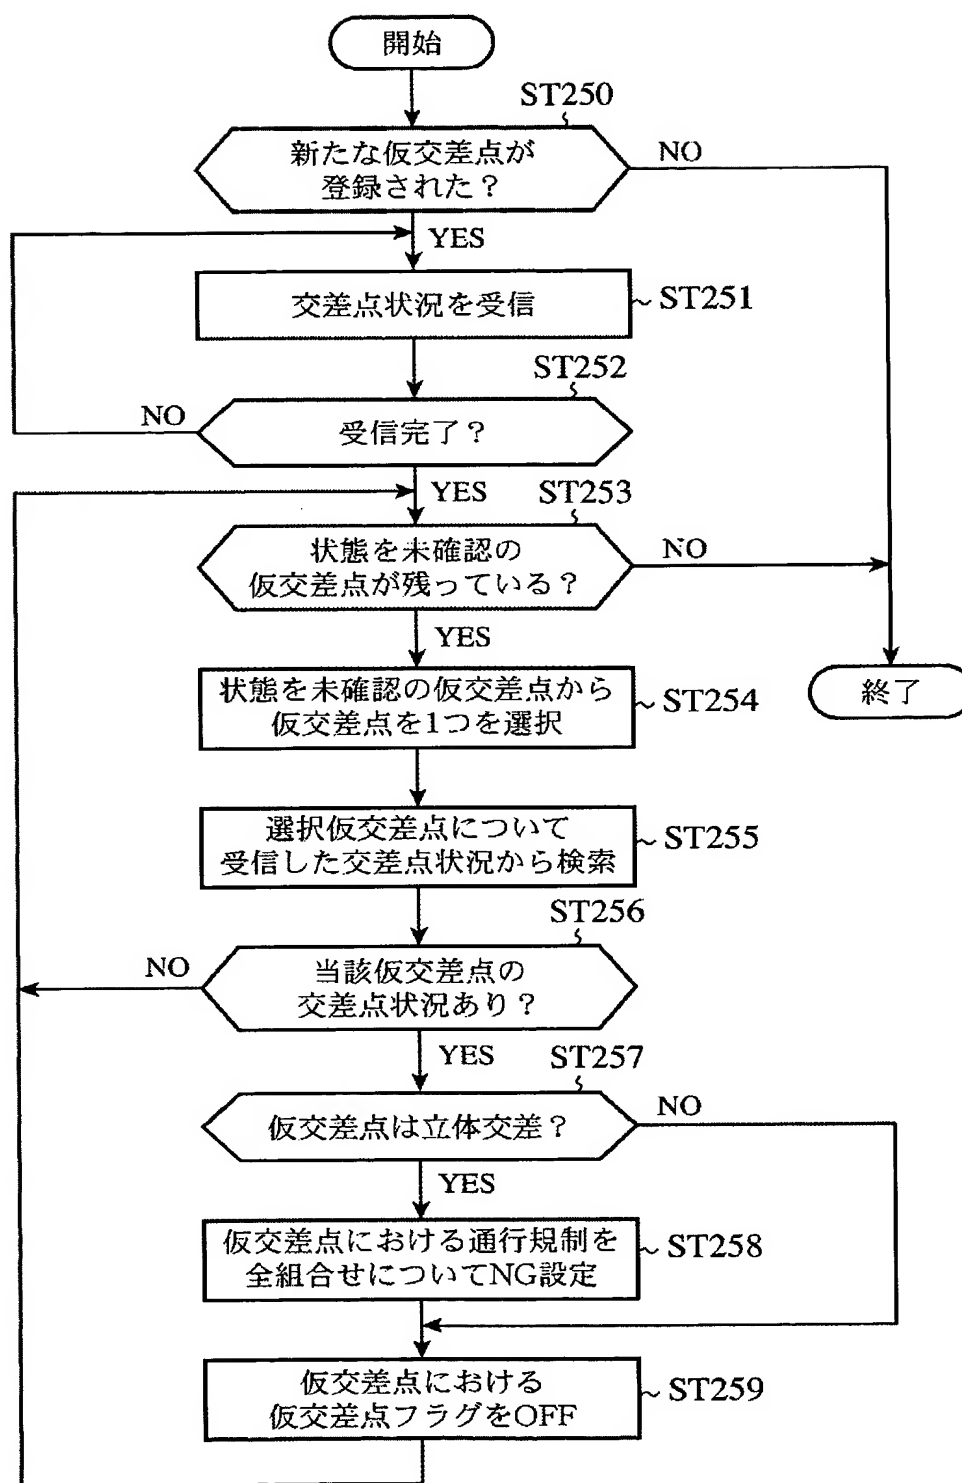 開始
ST250
新たな仮交差点が
登録された？
NO
YES
交差点状況を受信
ST251
ST252
NO
受信完了？
YES
ST253
状態を未確認の
仮交差点が残っている？
NO
YES
状態を未確認の仮交差点から
仮交差点を1つを選択
ST254
終了
選択仮交差点について
受信した交差点状況から検索
ST255
ST256
NO
当該仮交差点の
交差点状況あり？
YES
ST257
仮交差点は立体交差？
NO
YES
仮交差点における通行規制を
全組合せについてNG設定
ST258
仮交差点における
仮交差点フラグをOFF
ST259